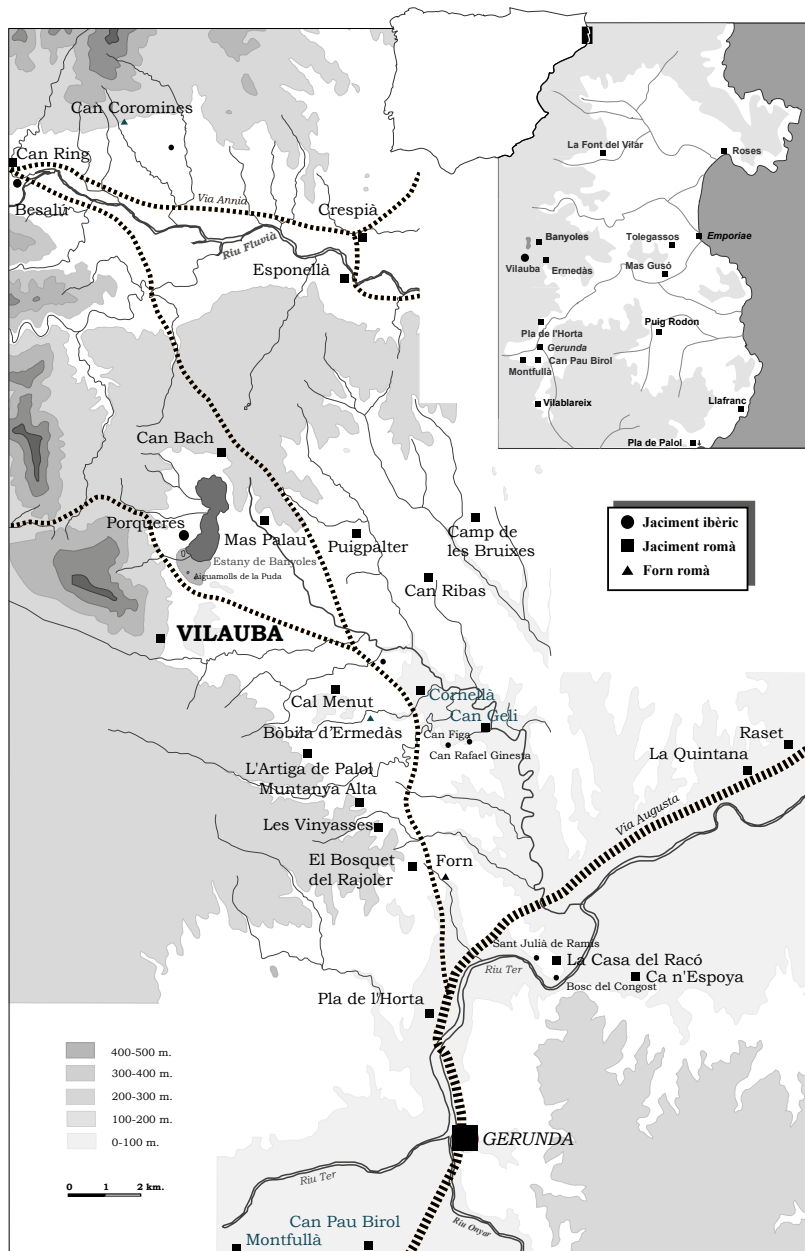 Can Coromines
Can Ring
Besalú
Via Annia
Riu Fluvià
Crespià
Esponellà
Can Bach
Porqueres
Mas Palau
Estany de Banyoles
Aiguamolls de la Puda
Puigpalter
Camp de
les Bruixes
Can Ribas
VILAUBA
Cal Menut
Cornellà
Can Geli
Bòbila d'Ermedàs
Can Figa
Can Rafael Ginesta
L'Artiga de Palol
Muntanya Alta
Les Vinyasses
El Bosquet
del Rajoler
Forn
Raset
La Quintana
Via Augusta
Sant Julià de Ramis
La Casa del Racó
Riu Ter
Bosc del Congost
Ca n'Espoya
Pla de l'Horta
GERUNDA
Riu Ter
Riu Onyar
Can Pau Birol
Montfullà
400-500 m.
300-400 m.
200-300 m.
100-200 m.
0-100 m.
0 1 2 km.
La Font del Vilar
Roses
Banyoles
Tolegassos
Emporiae
Vilauba
Ermedàs
Mas Gusó
Pla de l'Horta
Puig Rodon
Gerunda
Can Pau Birol
Montfullà
Vilablareix
Llafranc
Pla de Palol
Jaciment ibèric
Jaciment romà
Forn romà